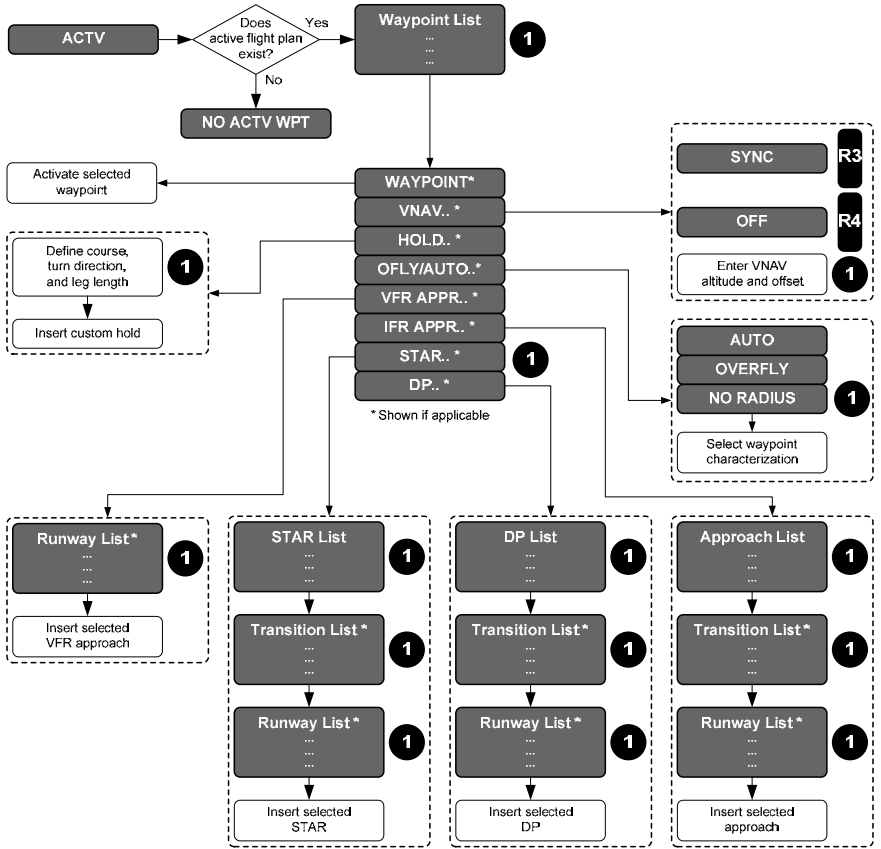 ACTV
Does
active flight plan
exist?
Yes
No
Waypoint List
...
...
...
1
NO ACTV WPT
Activate selected
waypoint
WAYPOINT*
VNAV.. *
HOLD.. *
OFLY/AUTO..*
VFR APPR.. *
IFR APPR.. *
STAR.. *
DP.. *
1
* Shown if applicable
SYNC
R3
OFF
R4
Enter VNAV
altitude and offset
1
Define course,
turn direction,
and leg length
1
Insert custom hold
AUTO
OVERFLY
NO RADIUS
1
Select waypoint
characterization
Runway List*
...
...
...
1
Insert selected
VFR approach
STAR List
...
...
...
1
Transition List *
...
...
...
1
Runway List *
...
...
...
1
Insert selected
STAR
DP List
...
...
...
1
Transition List *
...
...
...
1
Runway List *
...
...
...
1
Insert selected
DP
Approach List
...
...
...
1
Transition List *
...
...
...
1
Runway List *
...
...
...
1
Insert selected
approach